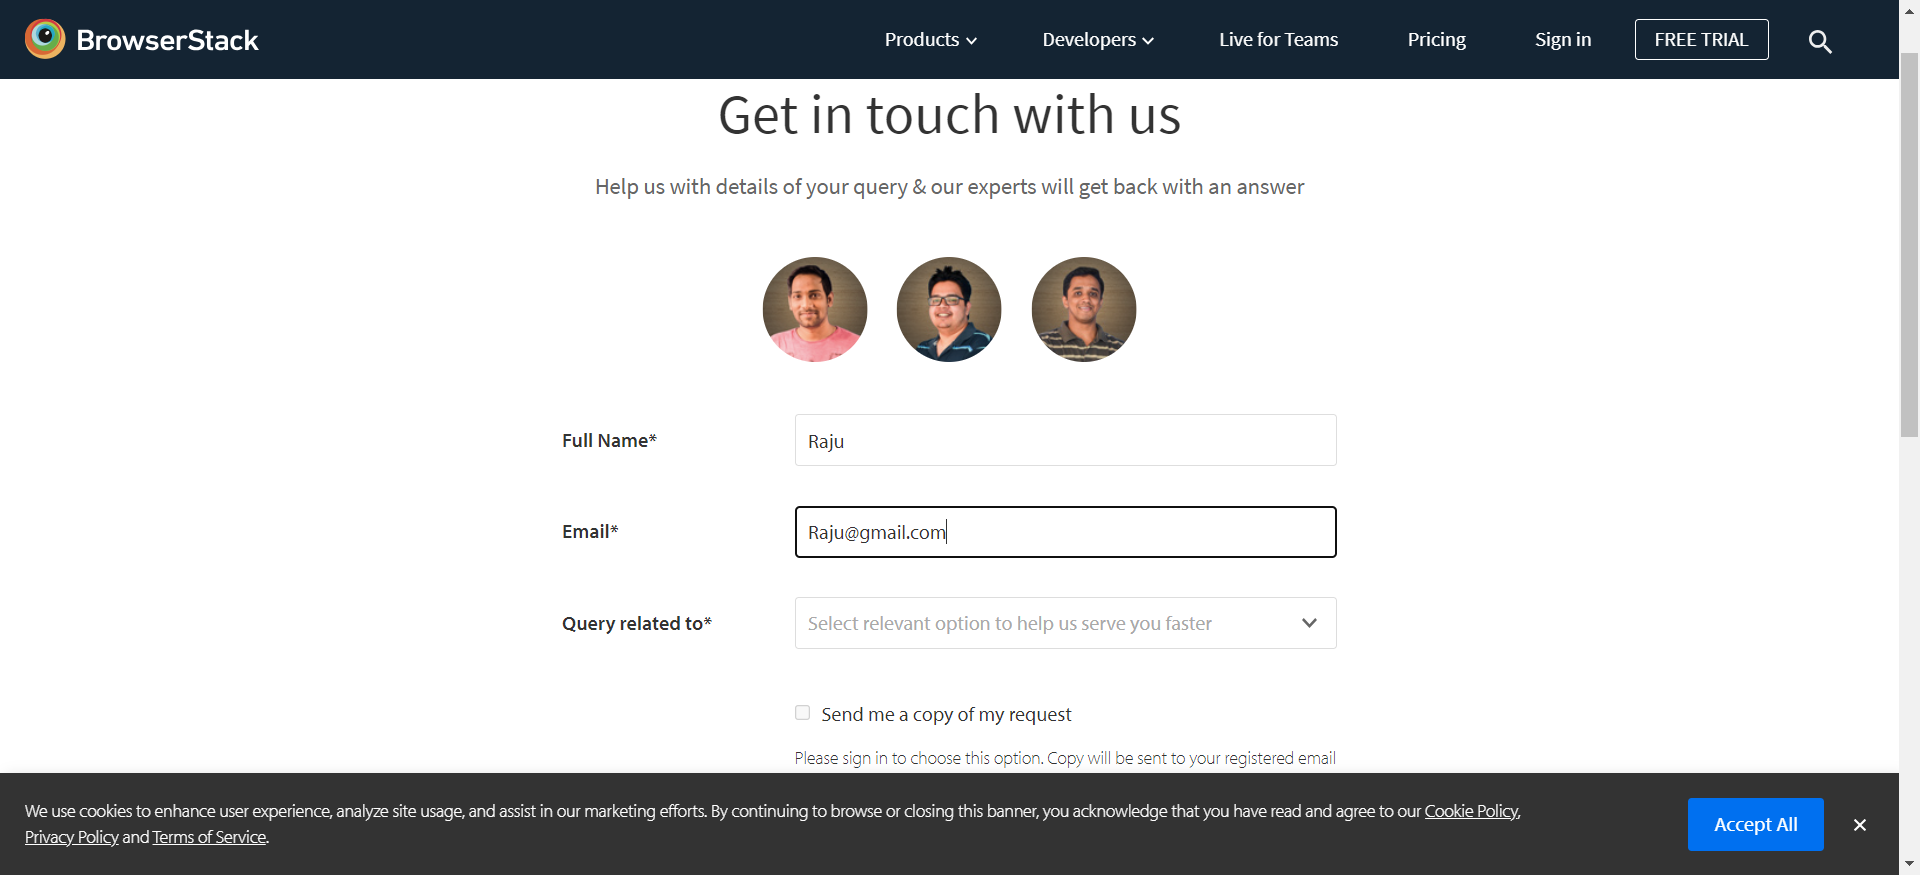 BrowserStack
Products
Developers
Live for Teams
Pricing
Sign in
FREE TRIAL
Get in touch with us
Help us with details of your query & our experts will get back with an answer
Full Name*
Raju
Email*
Raju@gmail.com
Query related to*
Select relevant option to help us serve you faster
Send me a copy of my request
Please sign in to choose this option. Copy will be sent to your registered email
We use cookies to enhance user experience, analyze site usage, and assist in our marketing efforts. By continuing to browse or closing this banner, you acknowledge that you have read and agree to our Cookie Policy,
Privacy Policy and Terms of Service.
Accept All